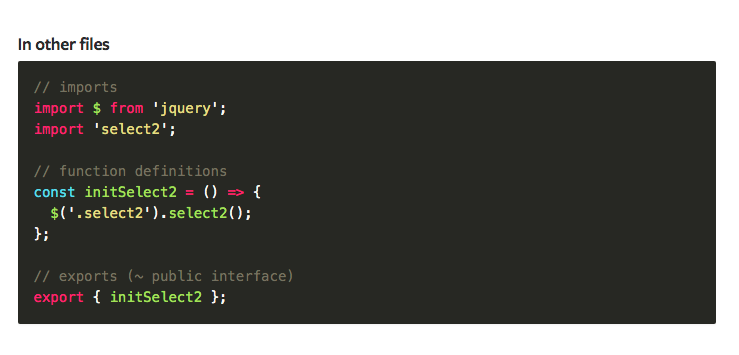 In other files
// imports
import $ from 'jquery';
import 'select2';
// function definitions
const initSelect2 = () => {
  $('.select2').select2();
};
// exports (~ public interface)
export { initSelect2 };